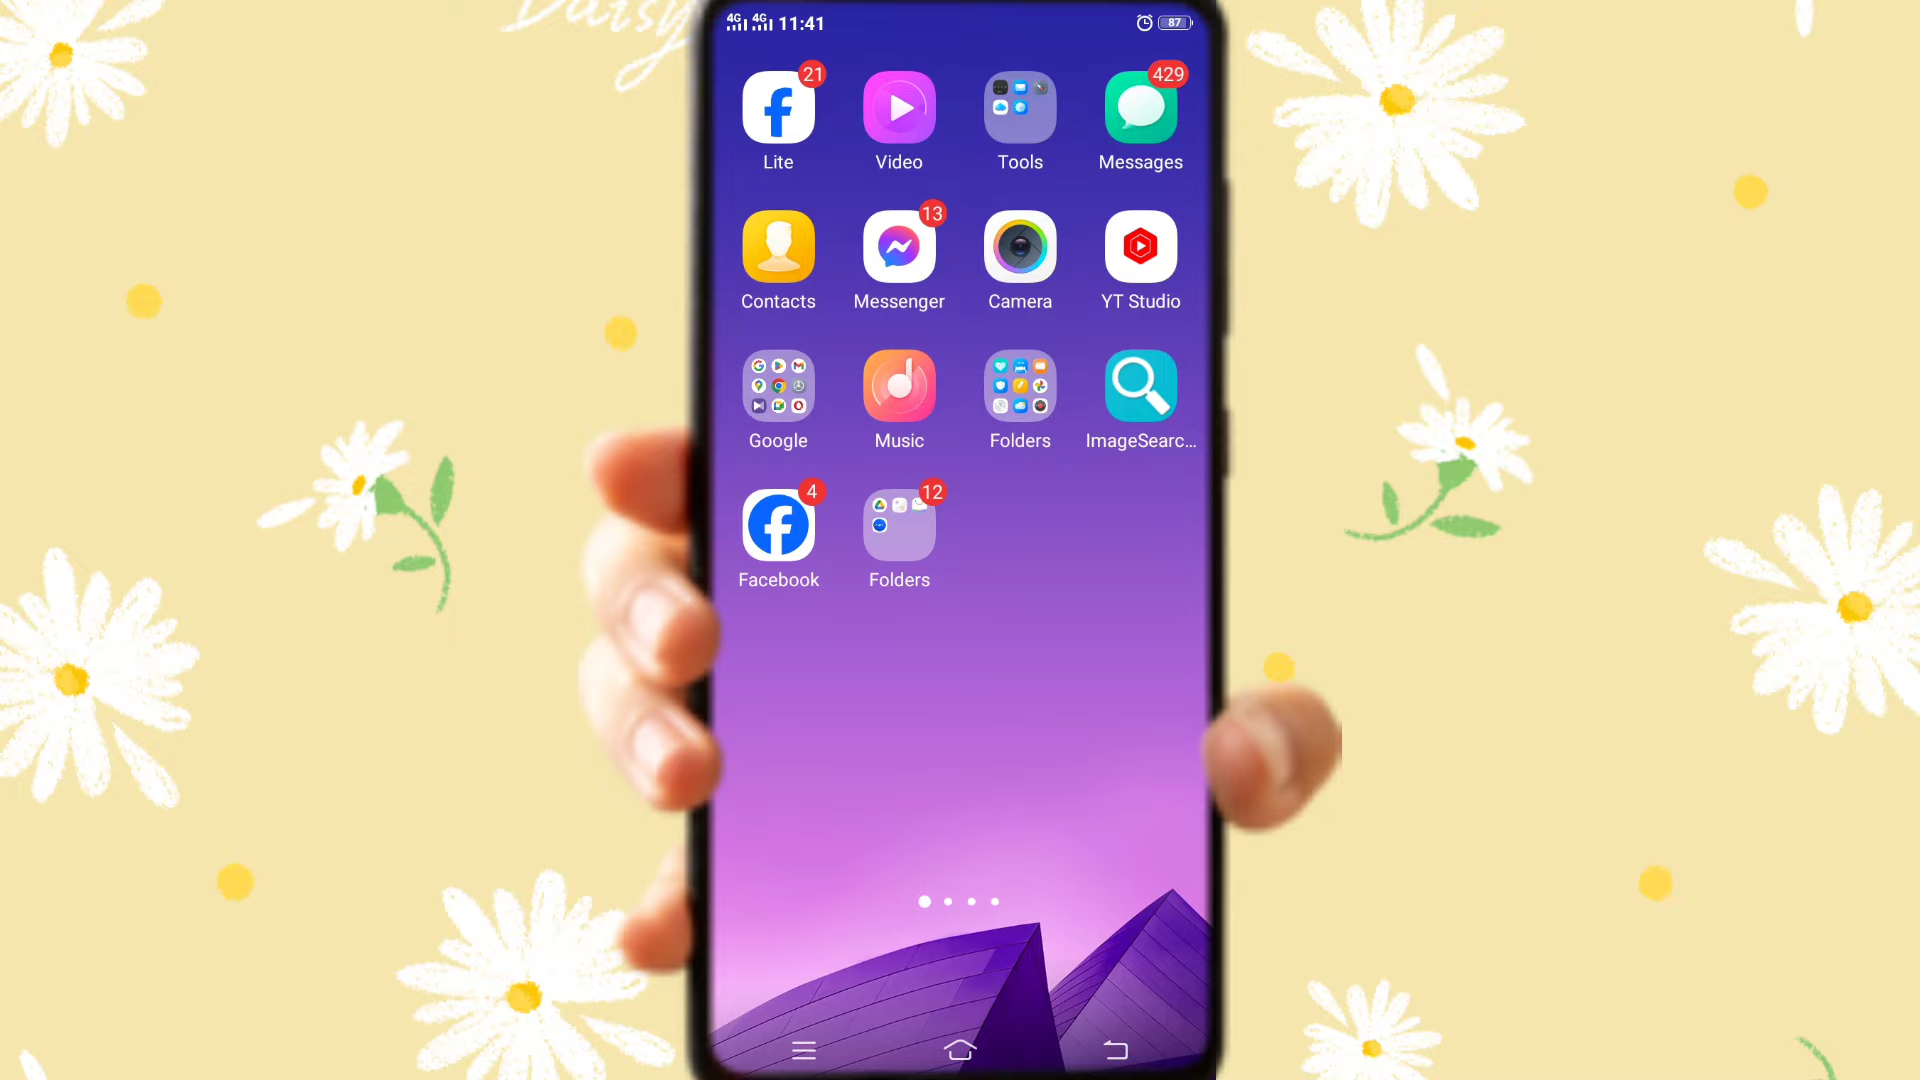 Daisy
4G 4G 11:41
87
21
429
Lite
Video
Tools
Messages
13
Contacts
Messenger
Camera
YT Studio
Google
Music
Folders
ImageSearc...
4
12
Facebook
Folders